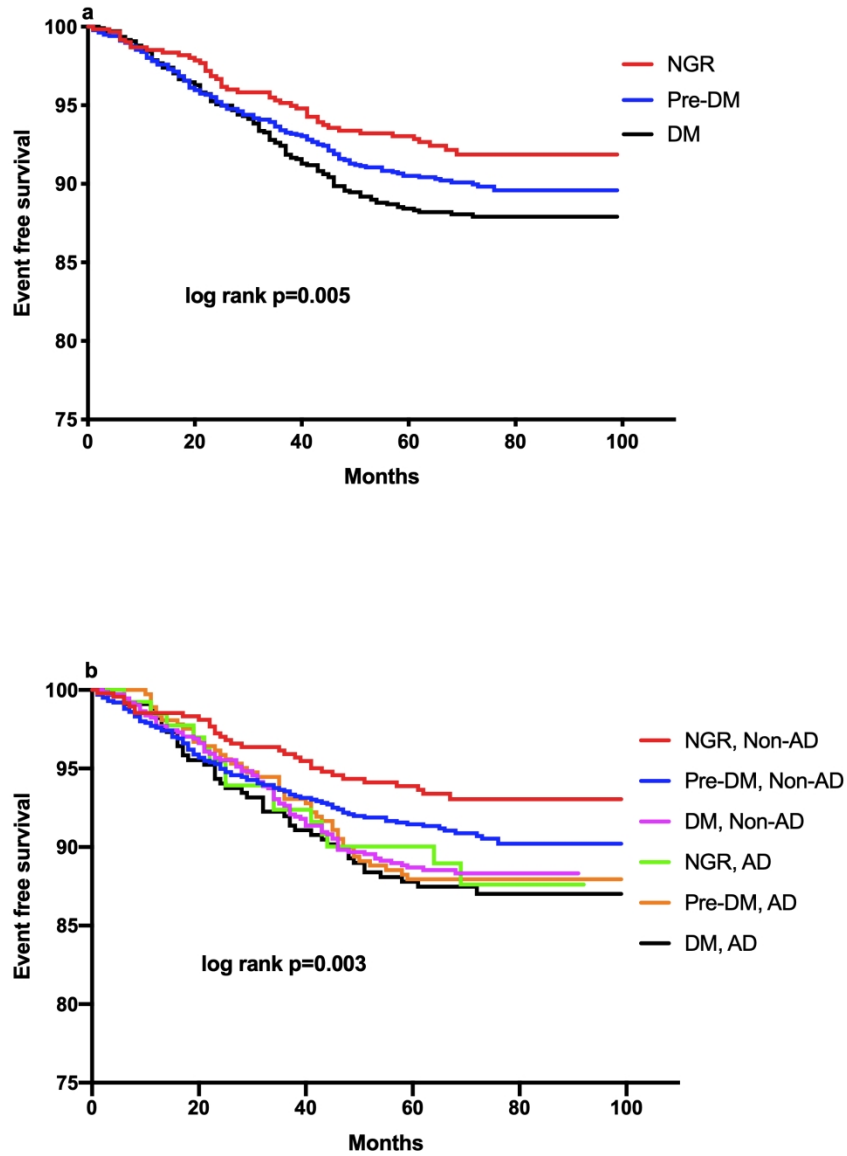 a
100
95
90
85
80
75
Event free survival
NGR
Pre-DM
DM
log rank p=0.005
0 20 40 60 80 100
Months
b
100
95
90
85
80
75
Event free survival
NGR, Non-AD
Pre-DM, Non-AD
DM, Non-AD
NGR, AD
Pre-DM, AD
DM, AD
log rank p=0.003
0 20 40 60 80 100
Months